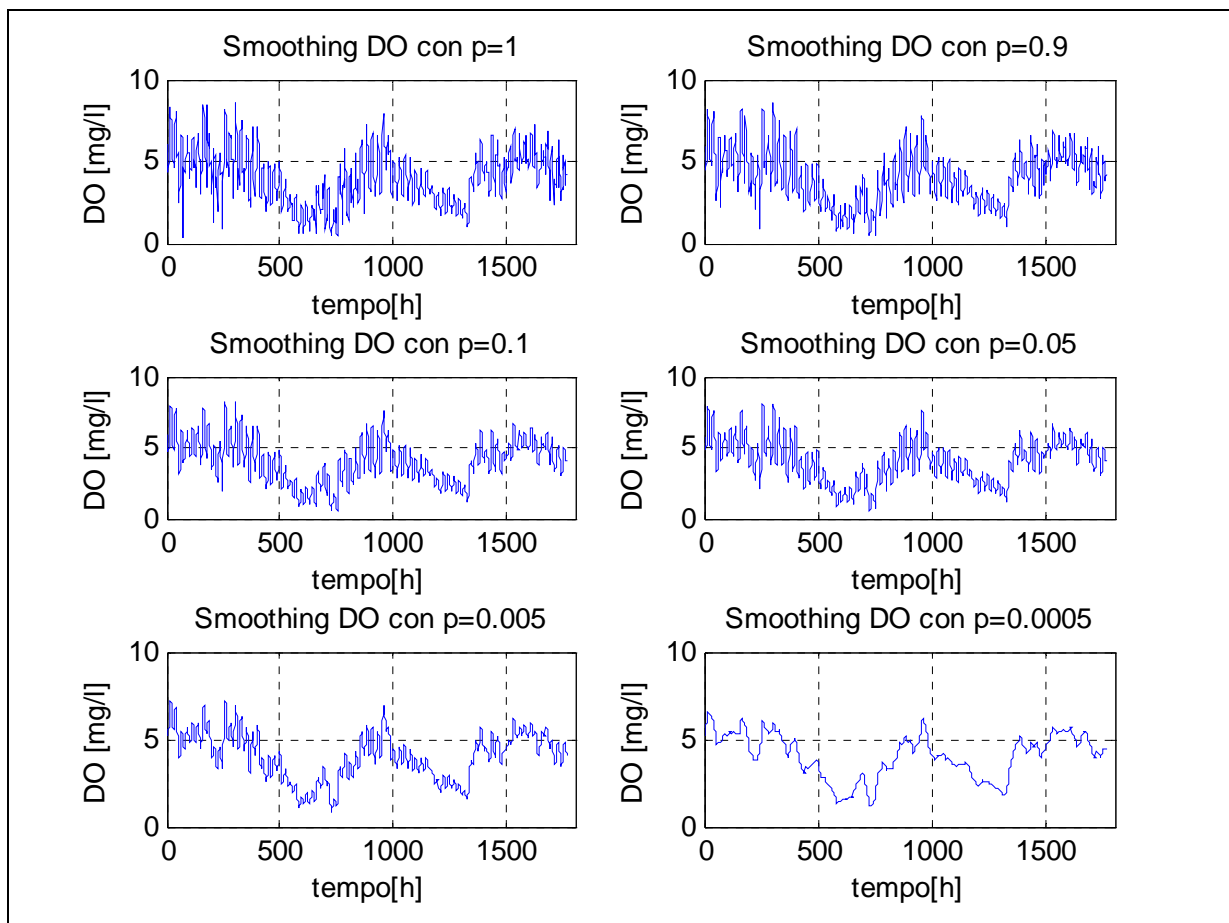 Smoothing DO con p=1
10
5
0
DO [mg/l]
0 500 1000 1500
tempo[h]
Smoothing DO con p=0.9
10
5
0
DO [mg/l]
0 500 1000 1500
tempo[h]
Smoothing DO con p=0.1
10
5
0
DO [mg/l]
0 500 1000 1500
tempo[h]
Smoothing DO con p=0.05
10
5
0
DO [mg/l]
0 500 1000 1500
tempo[h]
Smoothing DO con p=0.005
10
5
0
DO [mg/l]
0 500 1000 1500
tempo[h]
Smoothing DO con p=0.0005
10
5
0
DO [mg/l]
0 500 1000 1500
tempo[h]